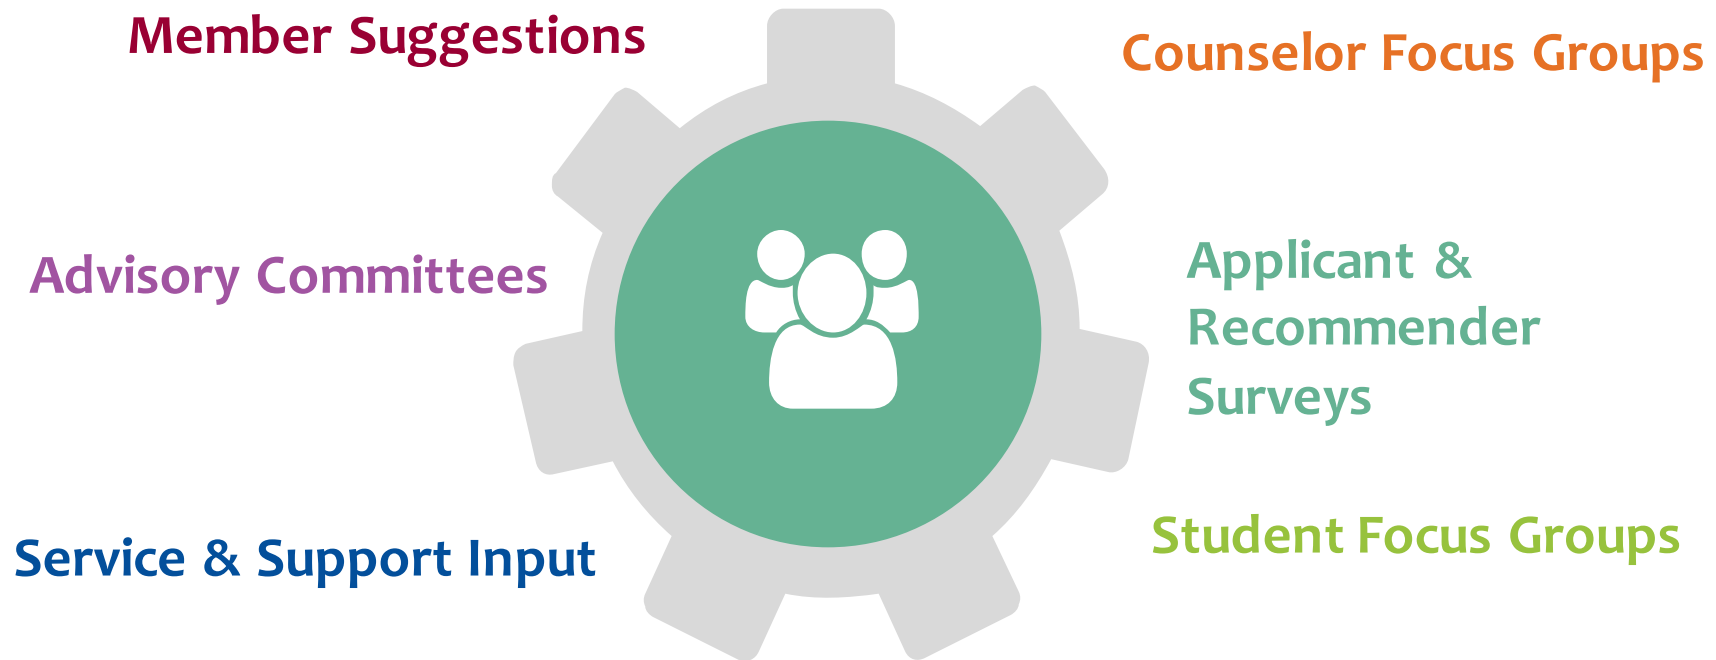 Member Suggestions
Counselor Focus Groups
Advisory Committees
Applicant &
Recommender
Surveys
Service & Support Input
Student Focus Groups